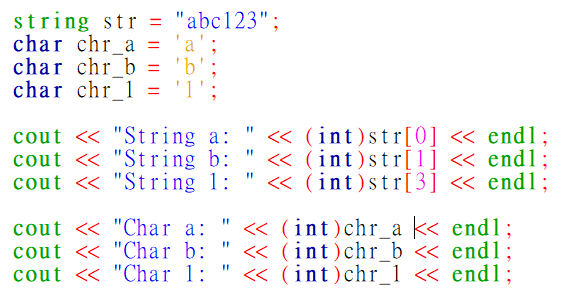 string str = "abc123";
char chr_a = 'a';
char chr_b = 'b';
char chr_1 = '1';
cout << "String a: " << (int)str[0] << endl;
cout << "String b: " << (int)str[1] << endl;
cout << "String 1: " << (int)str[3] << endl;
cout << "Char a: " << (int)chr_a << endl;
cout << "Char b: " << (int)chr_b << endl;
cout << "Char 1: " << (int)chr_1 << endl;